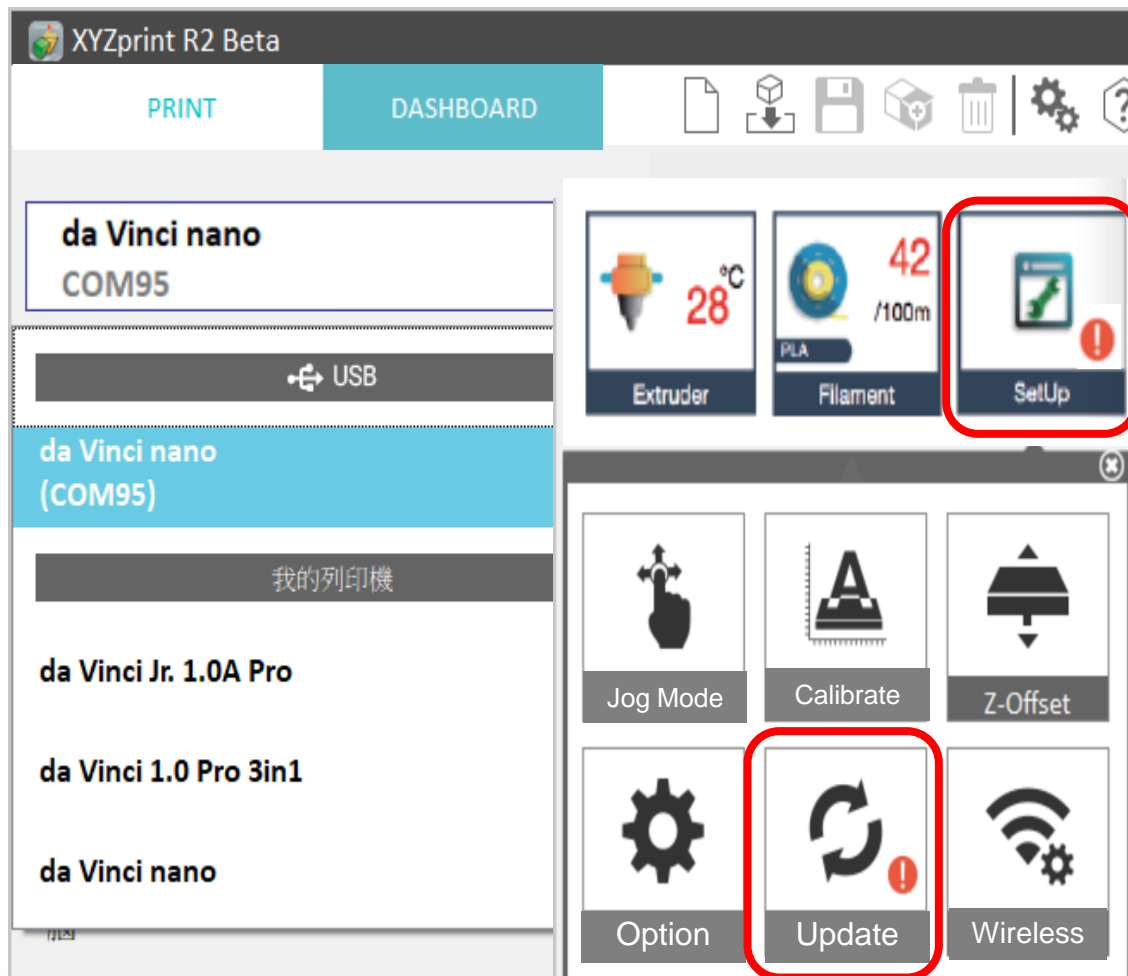 XYZprint R2 Beta
PRINT
DASHBOARD
da Vinci nano
COM95
USB
da Vinci nano
(COM95)
我的列印機
da Vinci Jr. 1.0A Pro
da Vinci 1.0 Pro 3in1
da Vinci nano
28°C
Extruder
42
/100m
PLA
Filament
SetUp
Jog Mode
Calibrate
Z-Offset
Option
Update
Wireless